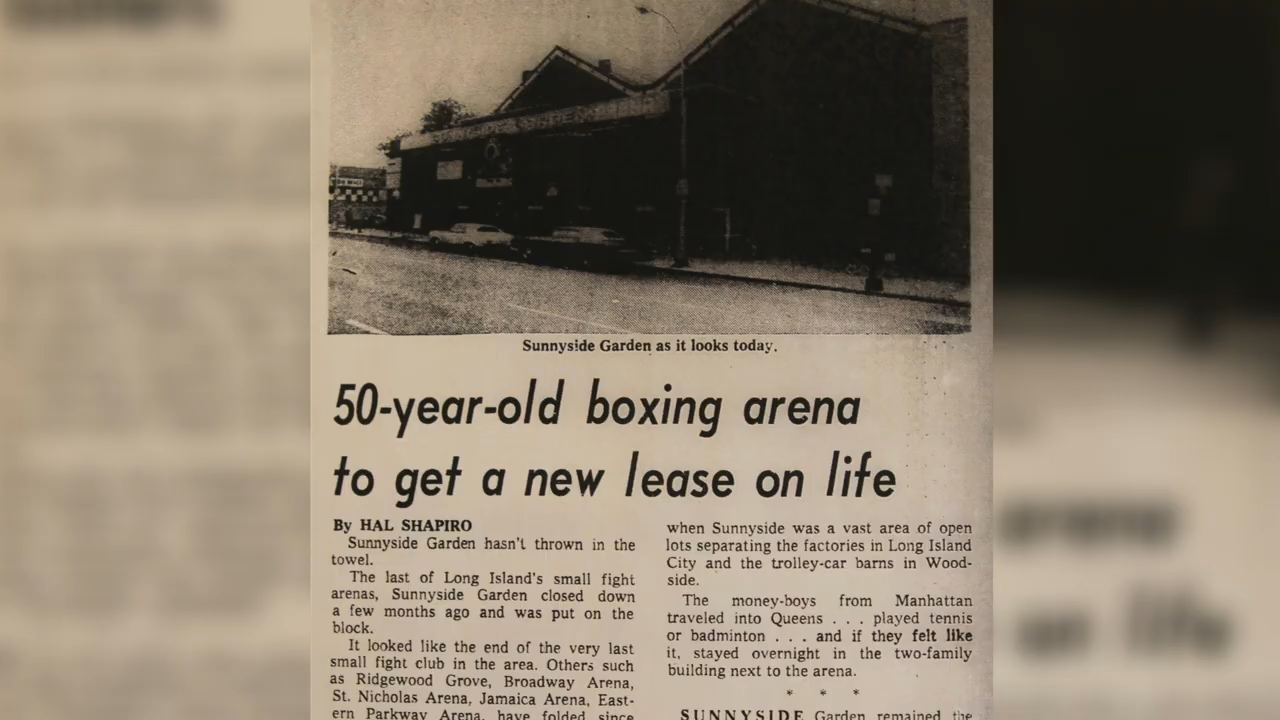 Sunnyside Garden as it looks today.
50-year-old boxing arena
to get a new lease on life
By HAL SHAPIRO
Sunnyside Garden hasn't thrown in the
towel.
The last of Long Island's small fight
arenas, Sunnyside Garden closed down
a few months ago and was put on the
block.
It looked like the end of the very last
small fight club in the area. Others such
as Ridgewood Grove, Broadway Arena,
St. Nicholas Arena, Jamaica Arena, East-
ern Parkway Arena, have folded since
when Sunnyside was a vast area of open
lots separating the factories in Long Island
City and the trolley-car barns in Wood-
side.
The money-boys from Manhattan
traveled into Queens . . . played tennis
or badminton . . . and if they felt like
it, stayed overnight in the two-family
building next to the arena.
* * *
SUNNYSIDE Garden remained the